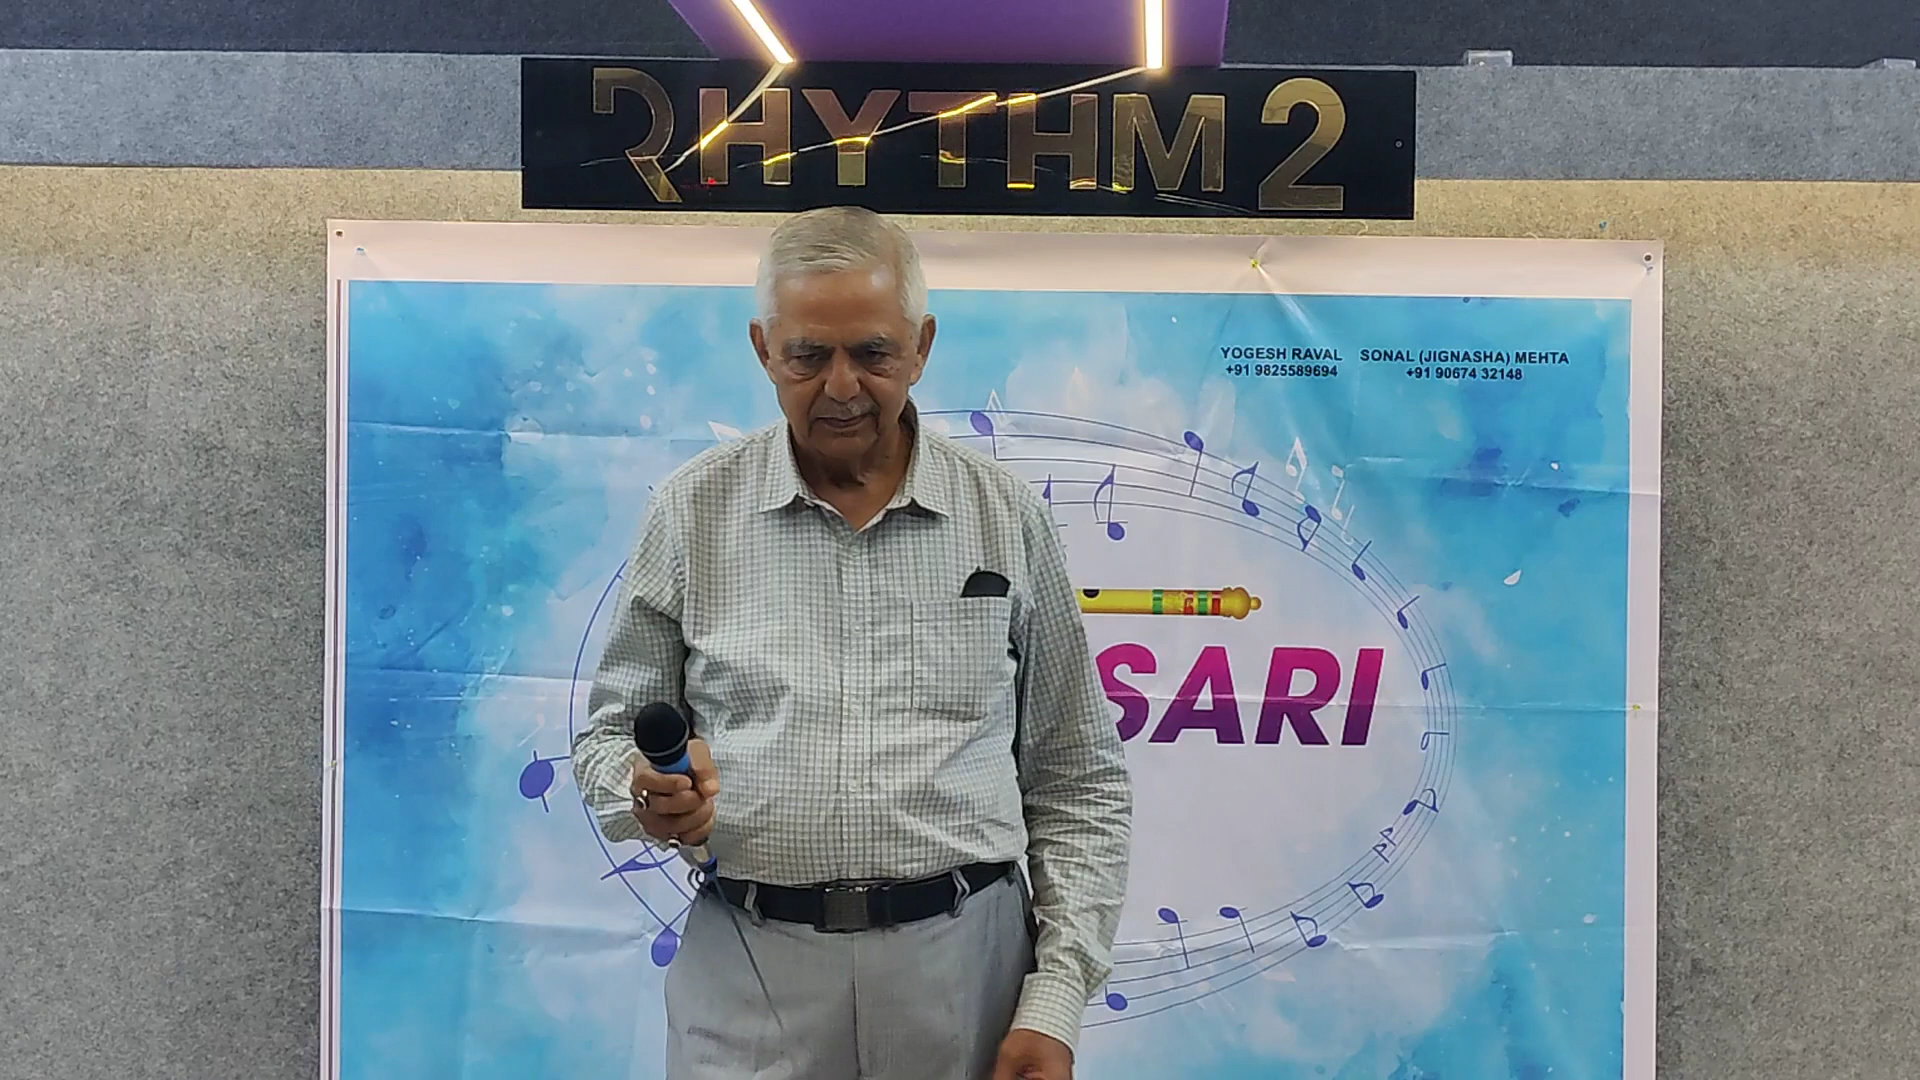 RHYTHM 2
YOGESH RAVAL SONAL (JIGNASHA) MEHTA
+91 9825589694 +91 90674 32148
SARI